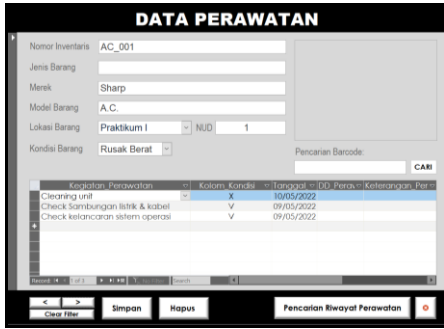 DATA PERAWATAN
Nomor Inventaris AC_001
Jenis Barang
Merek Sharp
Model Barang A.C.
Lokasi Barang Praktikum I NUD 1
Kondisi Barang Rusak Berat
Pencarian Barcode:
CARI
Kegiatan_Perawatan Kolom_Kondisi Tanggal DD_Peraw Keterangan_Per
Cleaning unit X 10/05/2022
Check Sambungan listrik & kabel V 09/05/2022
Check kelancaran sistem operasi V 09/05/2022
Record: 1 of 3 No Filter Search
< >
Clear Filter
Simpan Hapus Pencarian Riwayat Perawatan